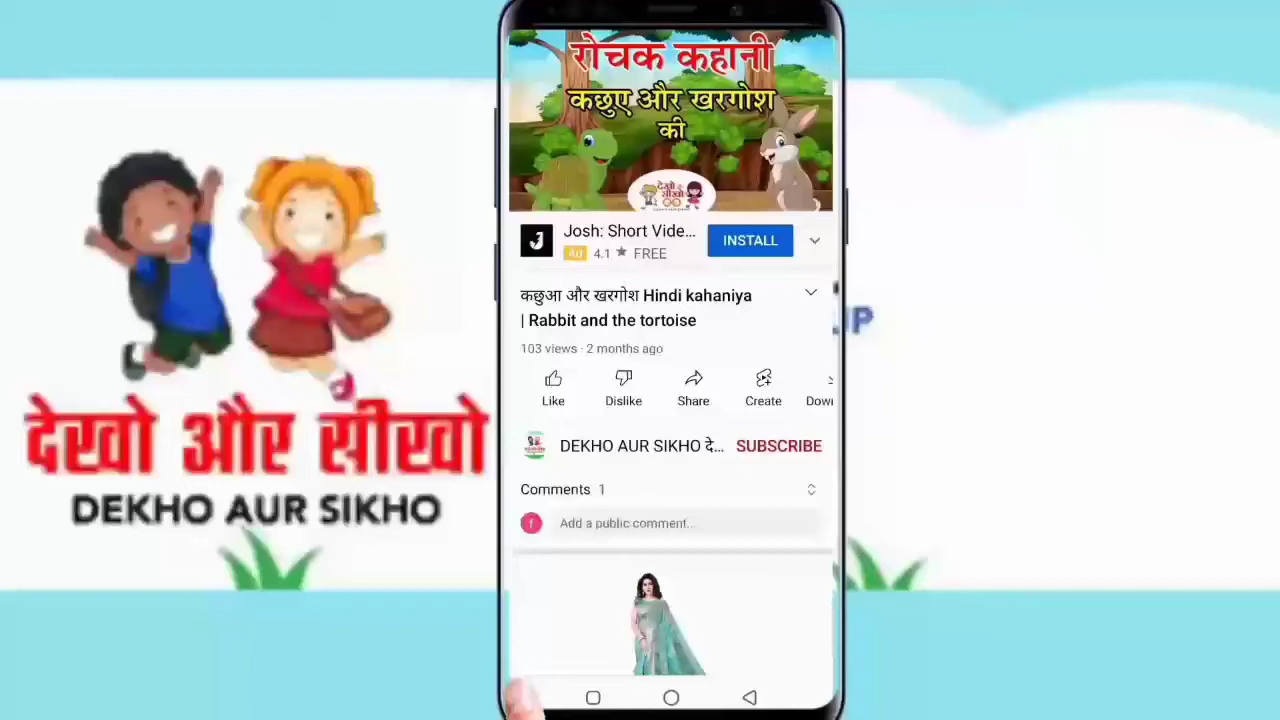 रोचक कहानी
कछुए और खरगोश
की
देखो
सीखो
J
Josh: Short Vide...
Ad 4.1 ★ FREE
INSTALL
कछुआ और खरगोश Hindi kahaniya
| Rabbit and the tortoise
103 views · 2 months ago
Like
Dislike
Share
Create
Dow
DEKHO AUR SIKHO दे...
SUBSCRIBE
Comments 1
f
Add a public comment...
देखो और सीखो
DEKHO AUR SIKHO